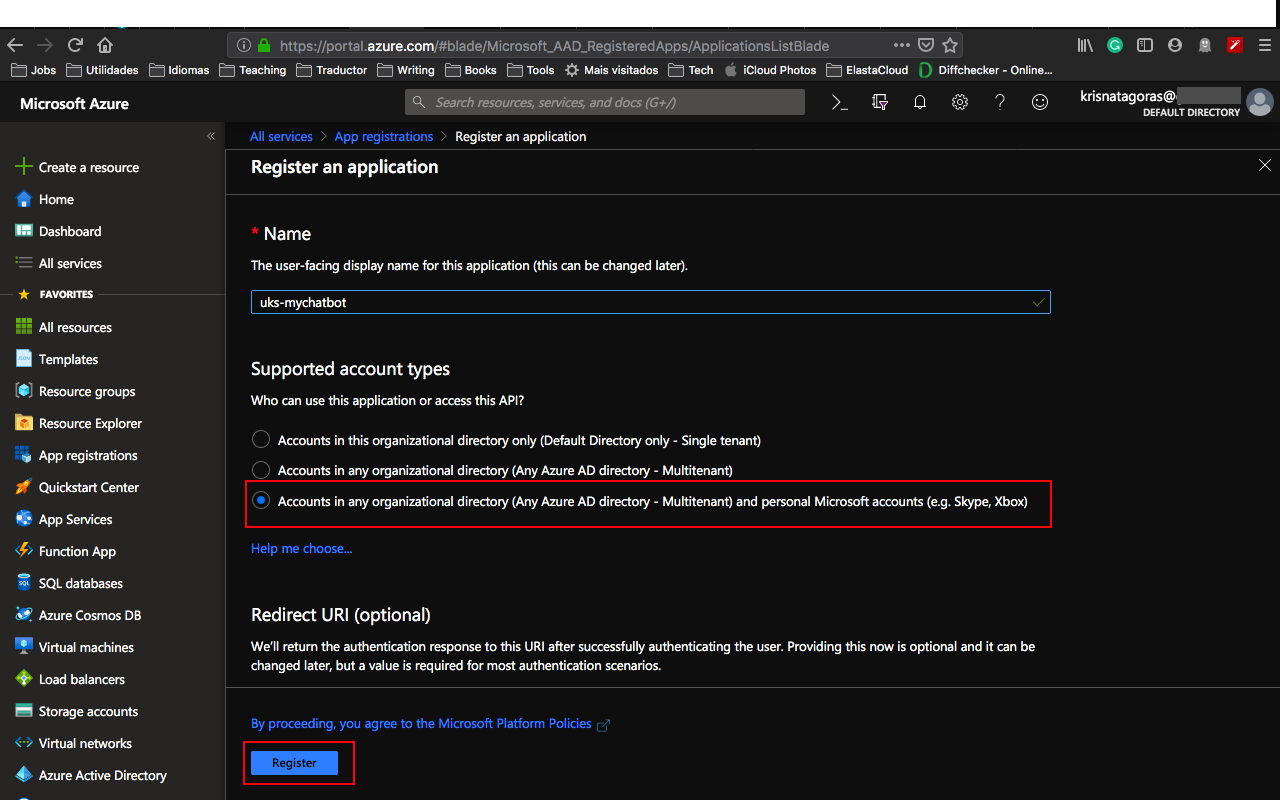 https://portal.azure.com/#blade/Microsoft_AAD_RegisteredApps/ApplicationsListBlade
Jobs Utilidades Idiomas Teaching Traductor Writing Books Tools Mais visitados Tech iCloud Photos ElastaCloud Diffchecker - Online...
Microsoft Azure
Search resources, services, and docs (G+/)
krisnatagoras@
DEFAULT DIRECTORY
All services > App registrations > Register an application
Register an application
Create a resource
Home
Dashboard
All services
FAVORITES
All resources
Templates
Resource groups
Resource Explorer
App registrations
Quickstart Center
App Services
Function App
SQL databases
Azure Cosmos DB
Virtual machines
Load balancers
Storage accounts
Virtual networks
Azure Active Directory
* Name
The user-facing display name for this application (this can be changed later).
uks-mychatbot
Supported account types
Who can use this application or access this API?
Accounts in this organizational directory only (Default Directory only - Single tenant)
Accounts in any organizational directory (Any Azure AD directory - Multitenant)
Accounts in any organizational directory (Any Azure AD directory - Multitenant) and personal Microsoft accounts (e.g. Skype, Xbox)
Help me choose...
Redirect URI (optional)
We'll return the authentication response to this URI after successfully authenticating the user. Providing this now is optional and it can be
changed later, but a value is required for most authentication scenarios.
By proceeding, you agree to the Microsoft Platform Policies
Register